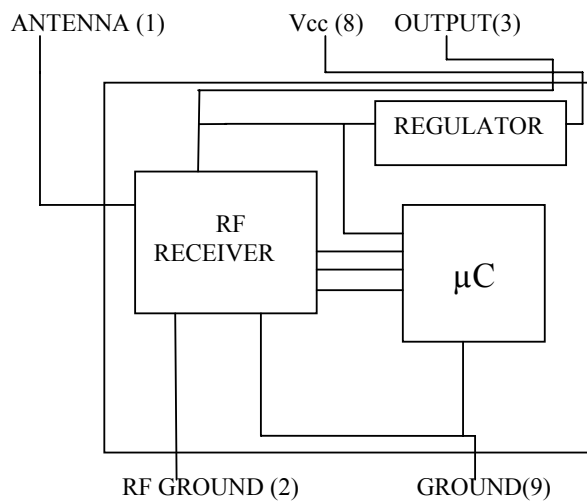 ANTENNA (1) Vcc (8) OUTPUT(3)
REGULATOR
RF
RECEIVER
µC
RF GROUND (2) GROUND(9)